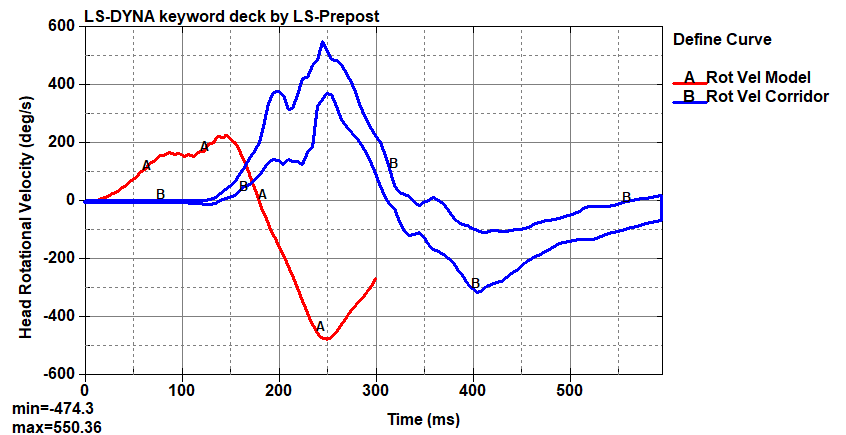 LS-DYNA keyword deck by LS-Prepost
600
400
200
0
-200
-400
-600
Head Rotational Velocity (deg/s)
A
A
A
A
B
B
B
B
B
0
100
200
300
400
500
Time (ms)
min=-474.3
max=550.36
Define Curve
A Rot Vel Model
B Rot Vel Corridor